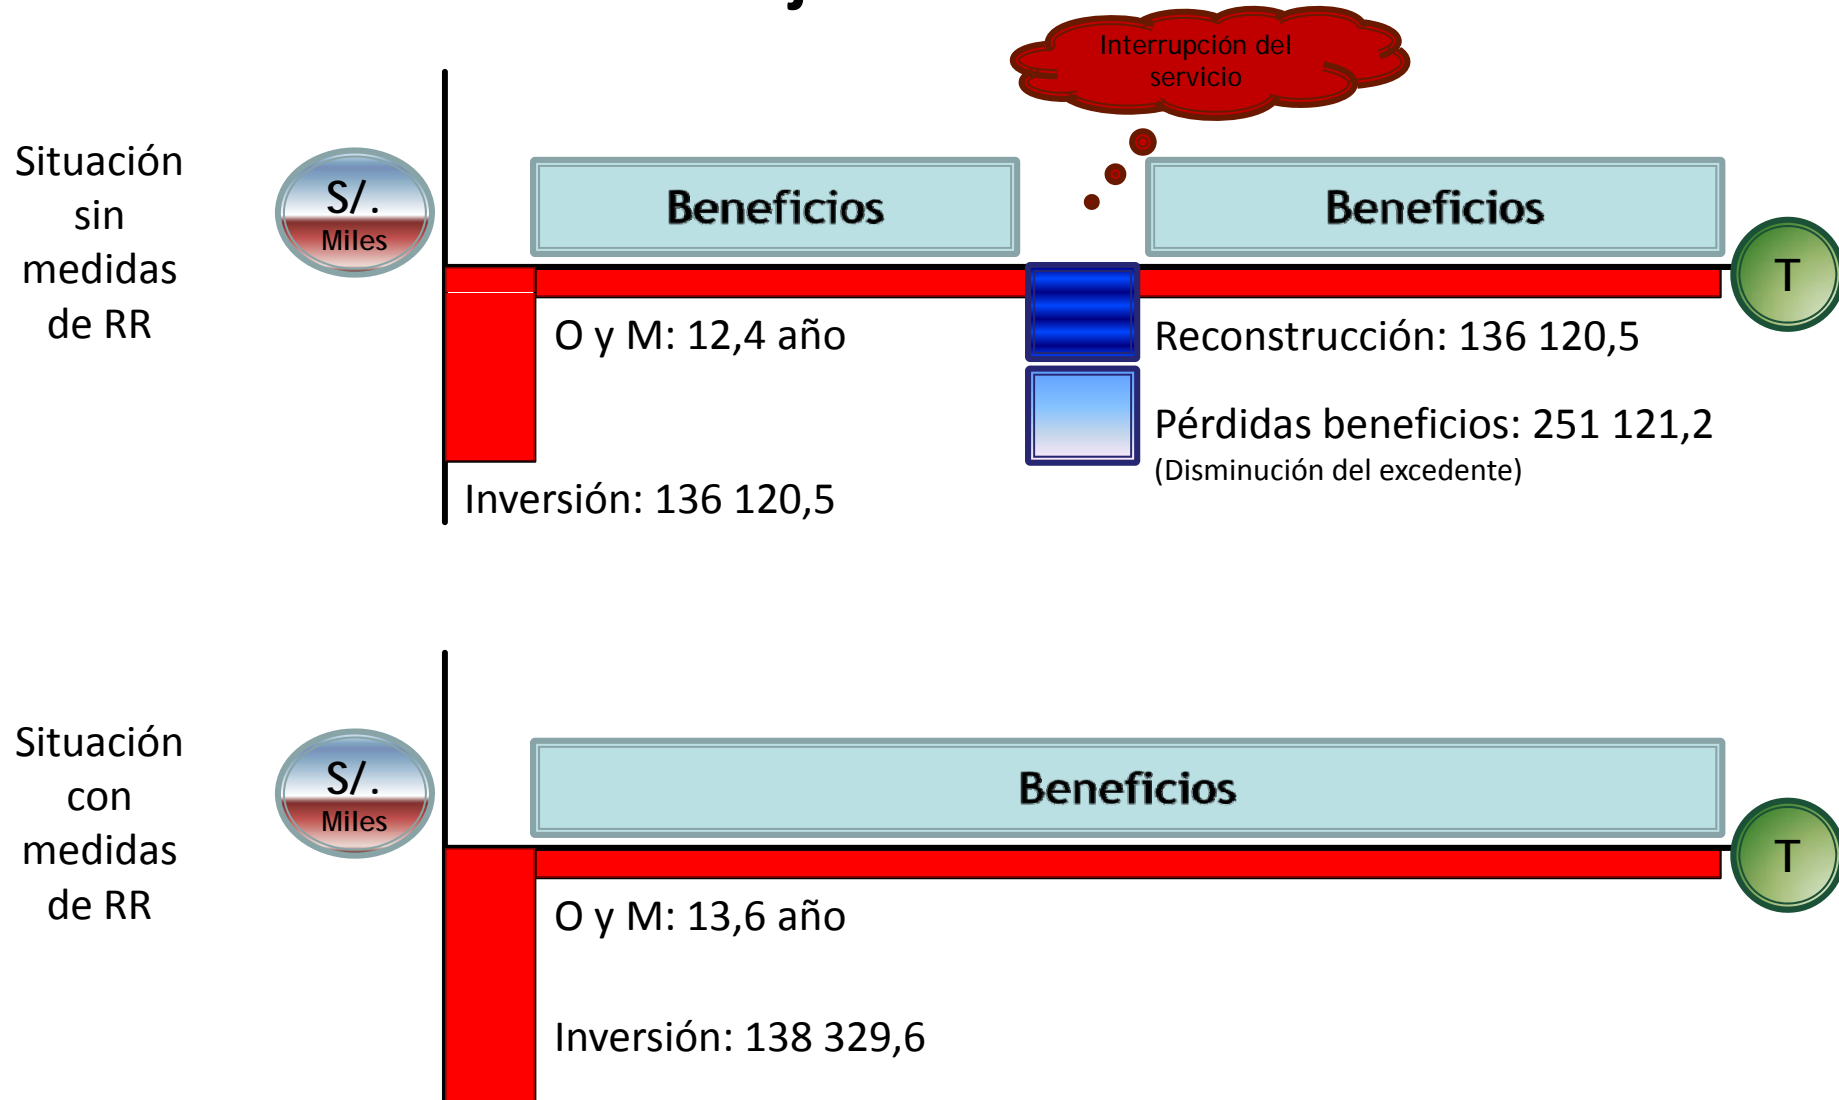 Interrupción del
servicio
Situación
sin
medidas
de RR
S/.
Miles
Beneficios
Beneficios
T
O y M: 12,4 año
Reconstrucción: 136 120,5
Pérdidas beneficios: 251 121,2
(Disminución del excedente)
Inversión: 136 120,5
Situación
con
medidas
de RR
S/.
Miles
Beneficios
T
O y M: 13,6 año
Inversión: 138 329,6